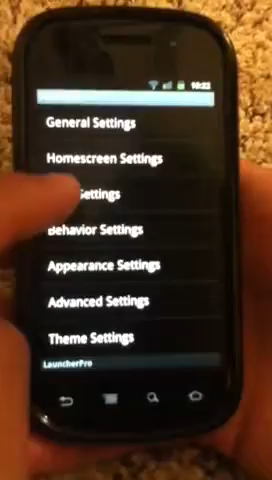 10:22
General Settings
Homescreen Settings
Settings
Behavior Settings
Appearance Settings
Advanced Settings
Theme Settings
LauncherPro